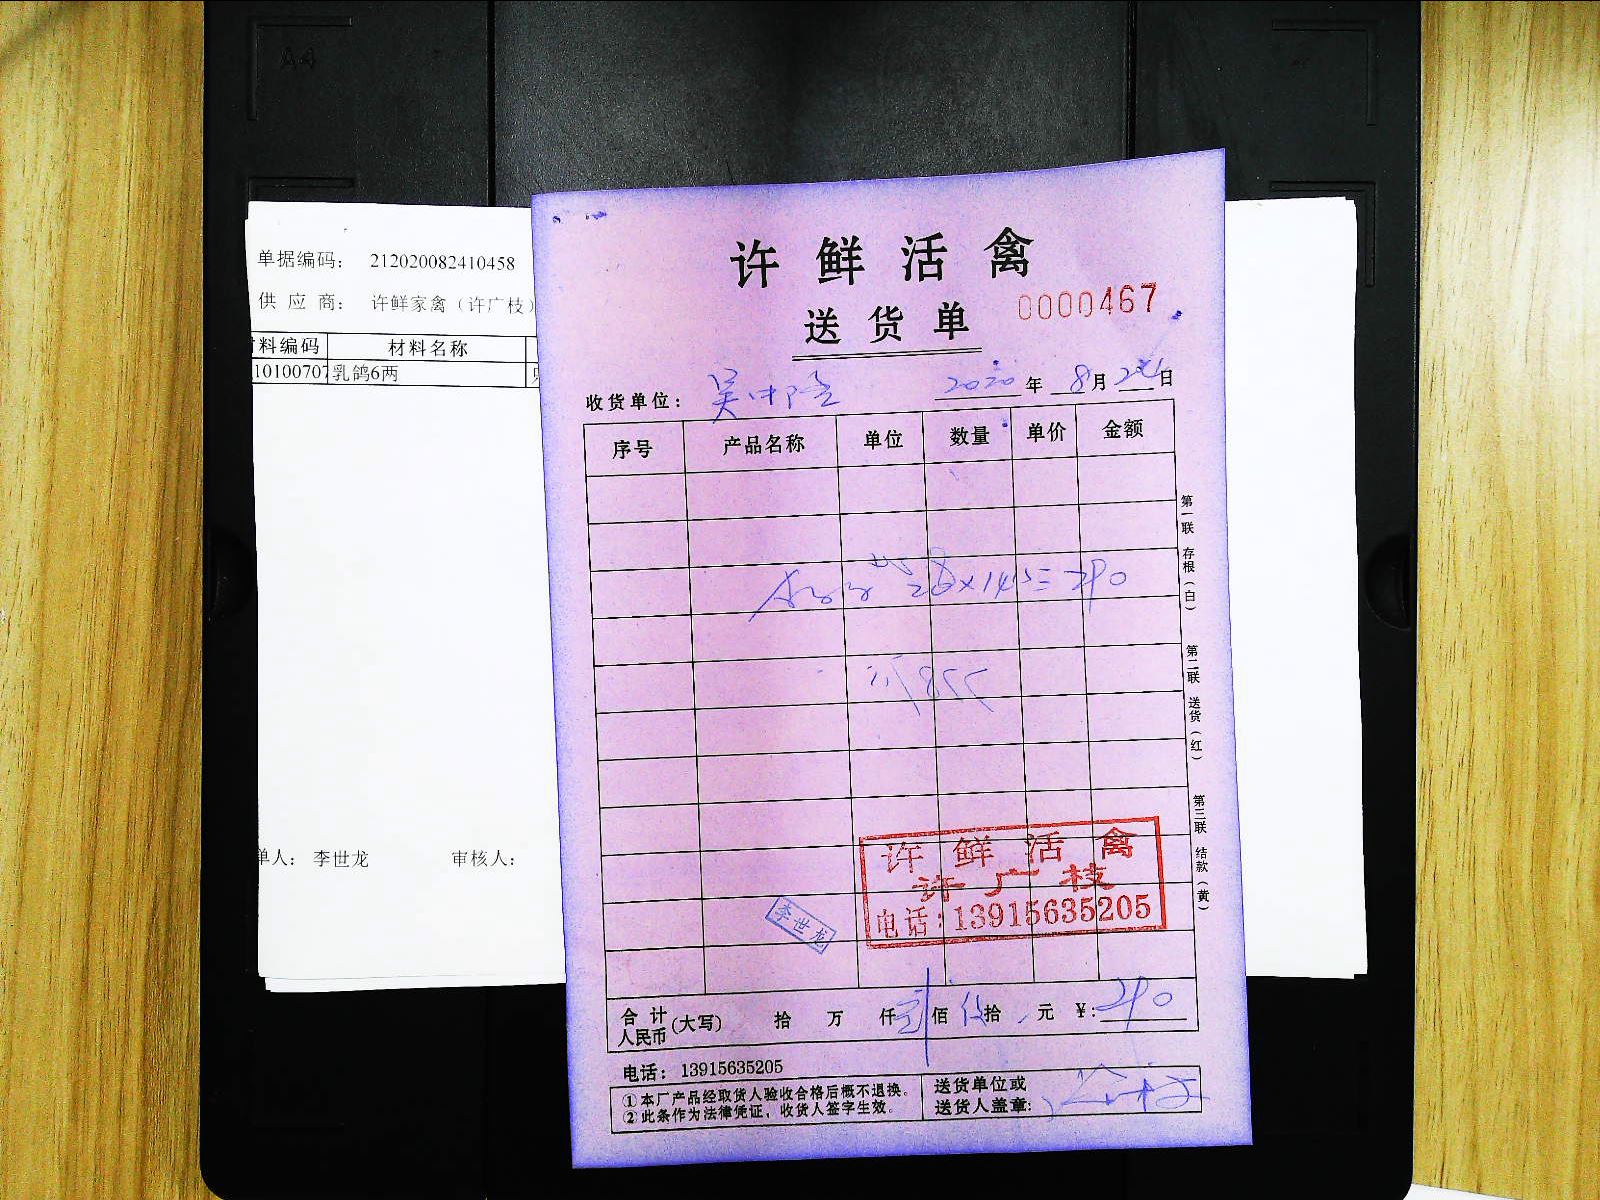 A4
单据编码： 212020082410458
供 应 商： 许鲜家禽（许广枝）
料编码 材料名称
10100707 乳鸽6两
单人： 李世龙 审核人：
许 鲜 活 禽
送 货 单 0000467
收货单位： 2020 年 8 月 24 日
序号 产品名称 单位 数量 单价 金额
290
第一联 存根（白）
第二联 送货（红）
第三联 结款（黄）
许 鲜 活 禽
许 广 枝
电话：13915635205
李世龙
合 计 人民币 (大写) 拾 万 仟 贰 佰 拾 元 ¥: 290
电话： 13915635205
①本厂产品经取货人验收合格后概不退换。
②此条作为法律凭证，收货人签字生效。
送货单位或
送货人盖章: